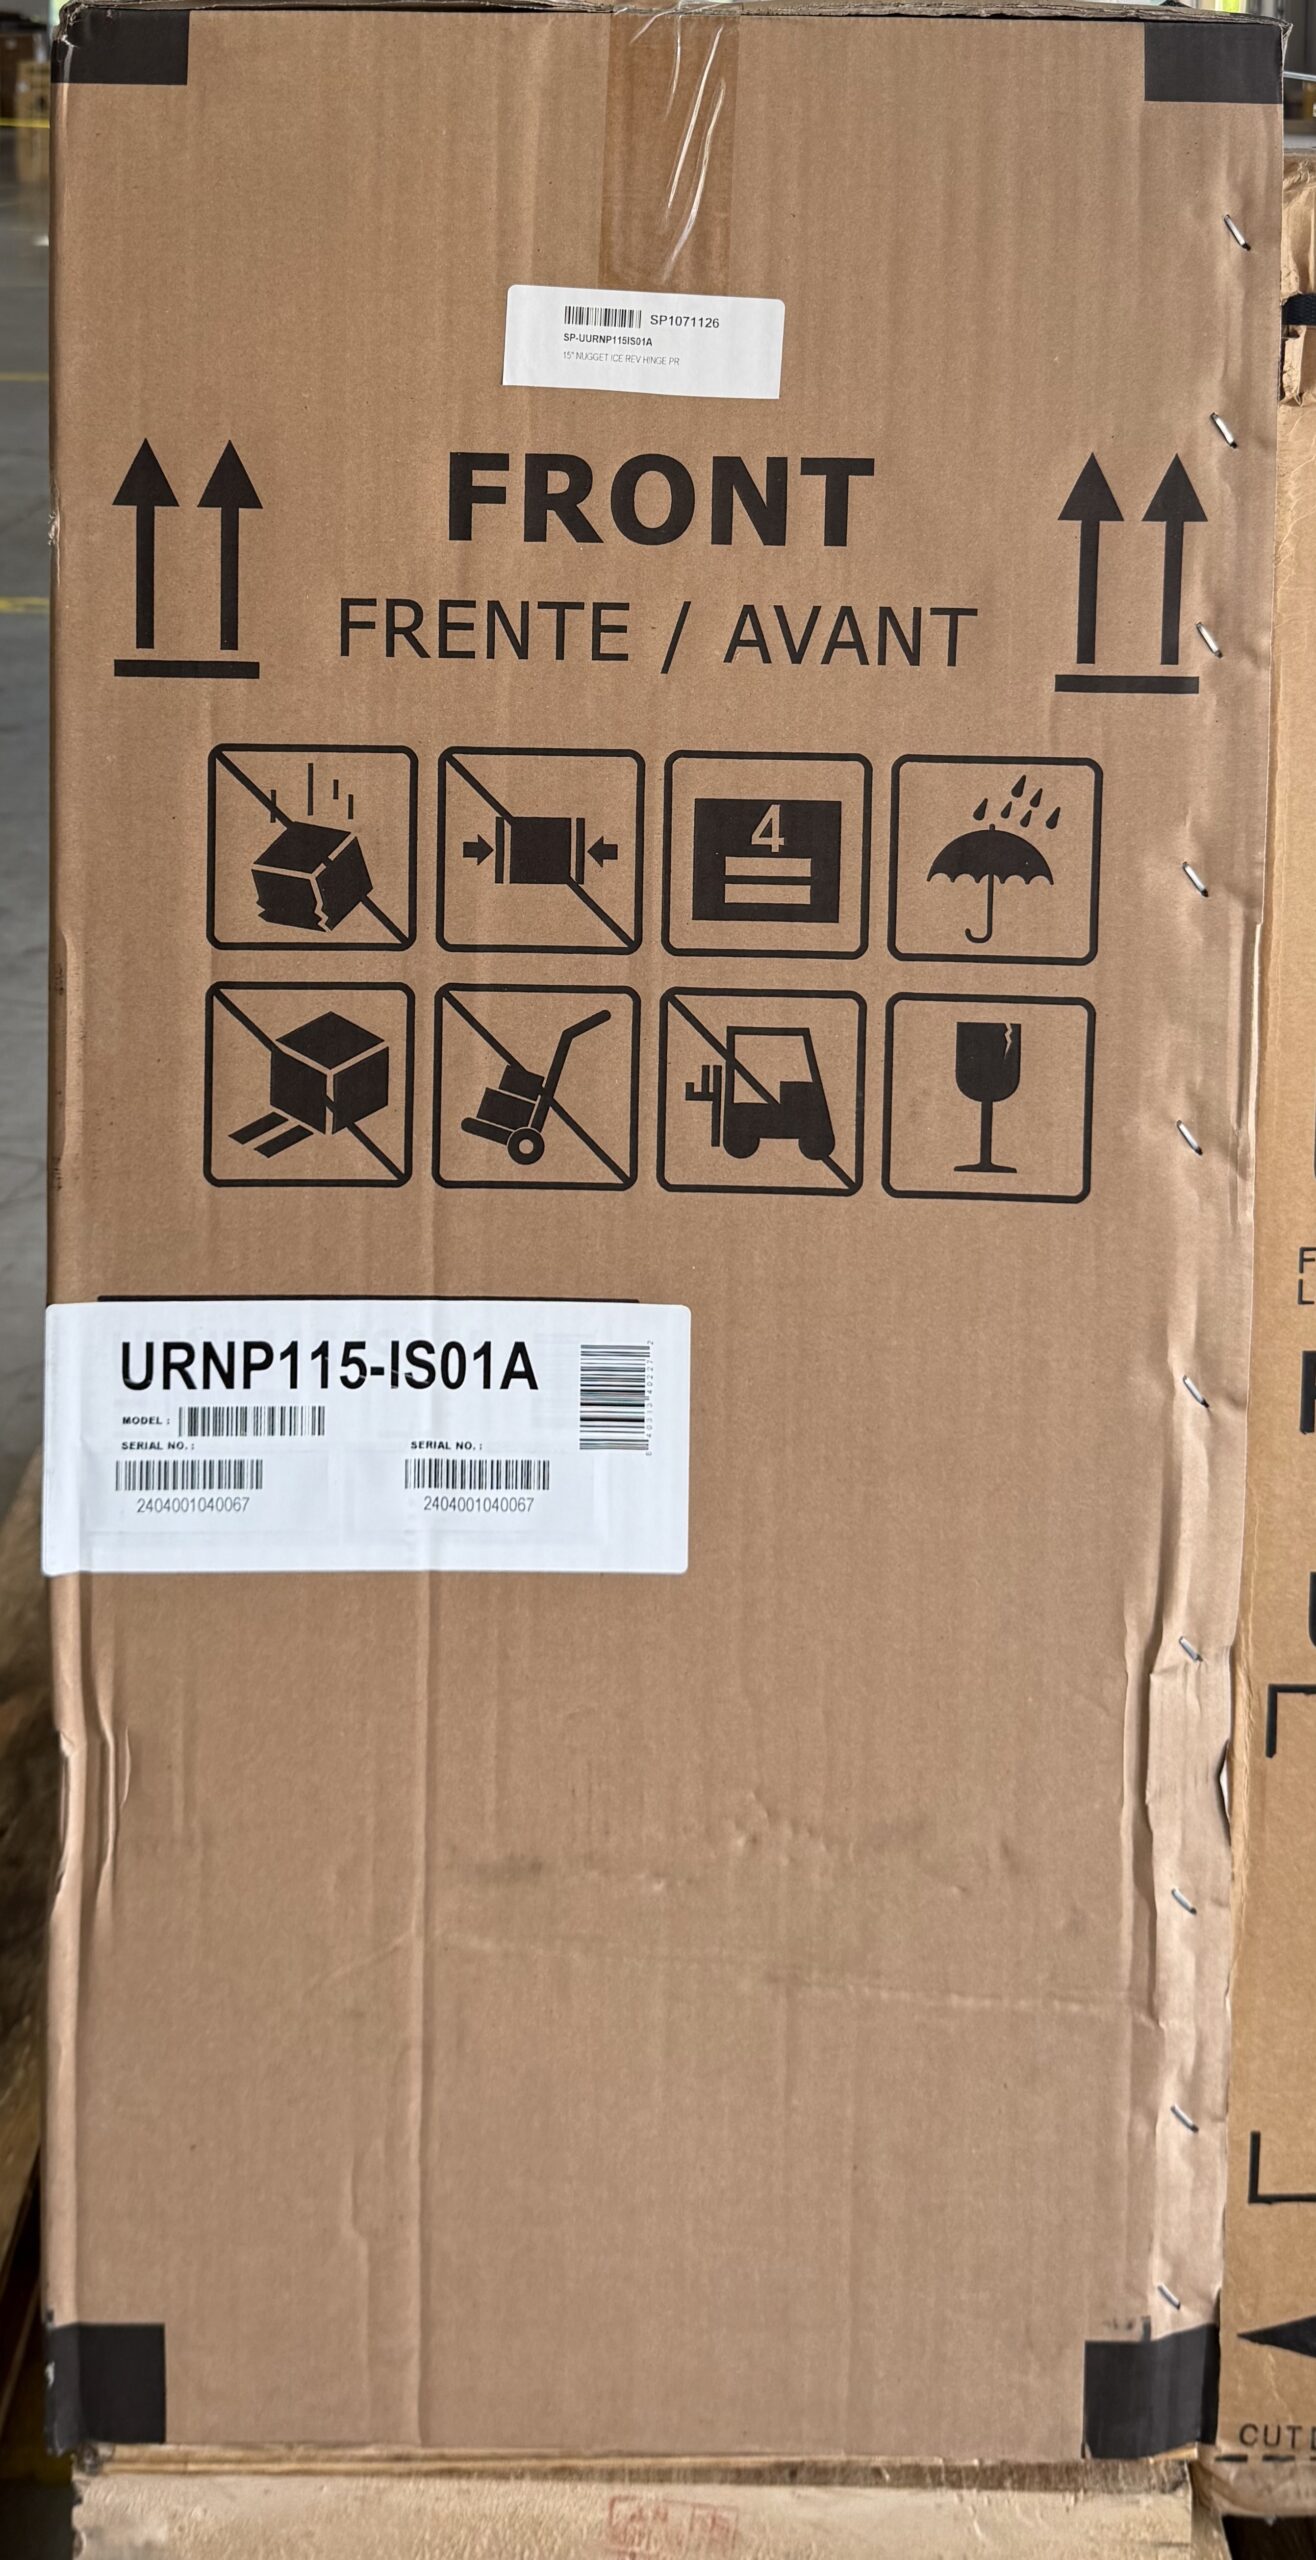 SP1071126
SP-UURNP115IS01A
15" NUGGET ICE REV HINGE PR
FRONT
FRENTE / AVANT
4
URNP115-IS01A
MODEL :
SERIAL NO. : SERIAL NO. :
2404001040067 2404001040067
CUT